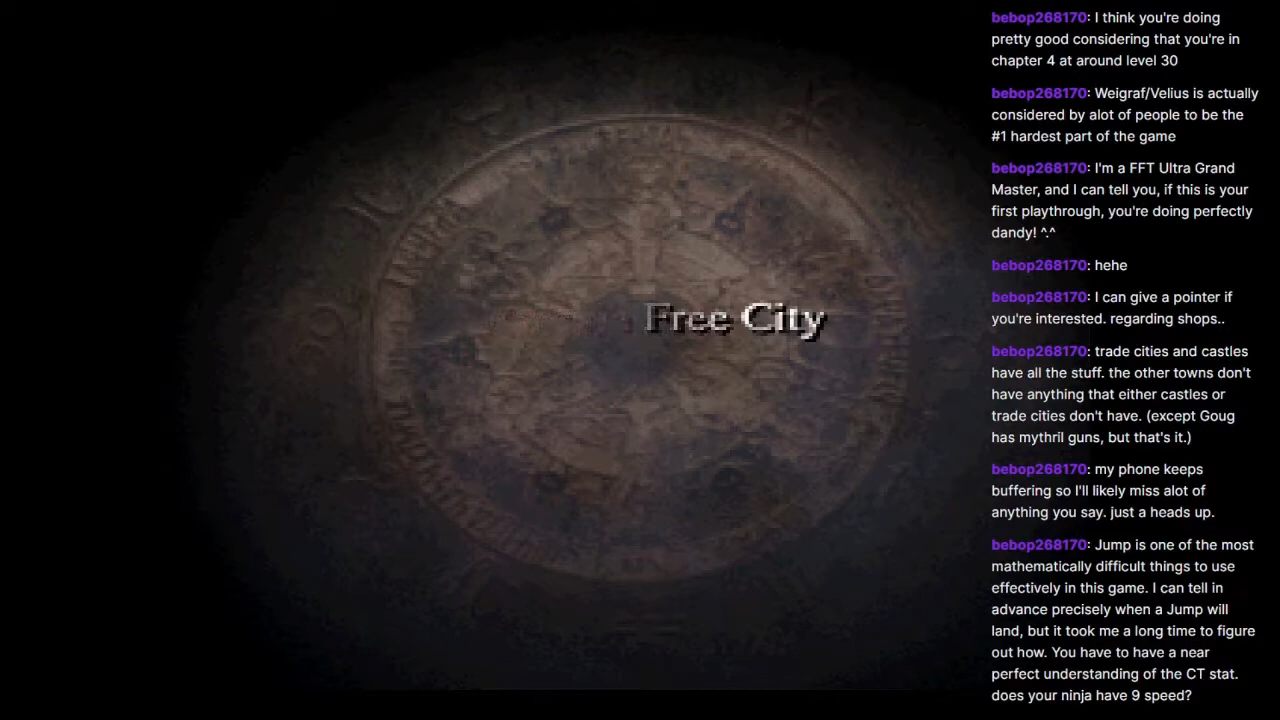 Free City
bebop268170: I think you're doing
pretty good considering that you're in
chapter 4 at around level 30
bebop268170: Weigraf/Velius is actually
considered by alot of people to be the
#1 hardest part of the game
bebop268170: I'm a FFT Ultra Grand
Master, and I can tell you, if this is your
first playthrough, you're doing perfectly
dandy! ^.^
bebop268170: hehe
bebop268170: I can give a pointer if
you're interested. regarding shops..
bebop268170: trade cities and castles
have all the stuff. the other towns don't
have anything that either castles or
trade cities don't have. (except Goug
has mythril guns, but that's it.)
bebop268170: my phone keeps
buffering so I'll likely miss alot of
anything you say. just a heads up.
bebop268170: Jump is one of the most
mathematically difficult things to use
effectively in this game. I can tell in
advance precisely when a Jump will
land, but it took me a long time to figure
out how. You have to have a near
perfect understanding of the CT stat.
does your ninja have 9 speed?